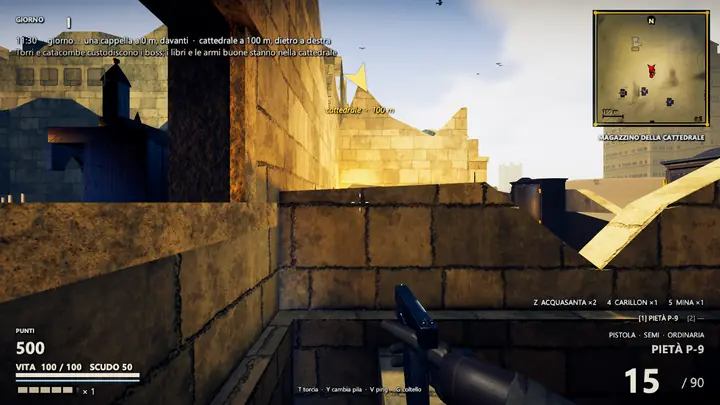 GIORNO
11:30 · giorno... una cappella a 0 m, davanti · cattedrale a 100 m, dietro a destra
Torri e catacombe custodiscono i boss; i libri e le armi buone stanno nella cattedrale
N
cattedrale · 100 m
MAGAZZINO DELLA CATTEDRALE
Z ACQUASANTA ×2 4 CARILLON ×1 5 MINA ×1
[1] PIETÀ P-9 [2] —
PISTOLA · SEMI · ORDINARIA
PIETÀ P-9
15 / 90
PUNTI
500
VITA 100 / 100 SCUDO 50
× 1
T torcia · Y cambia pila · V ping · G coltello